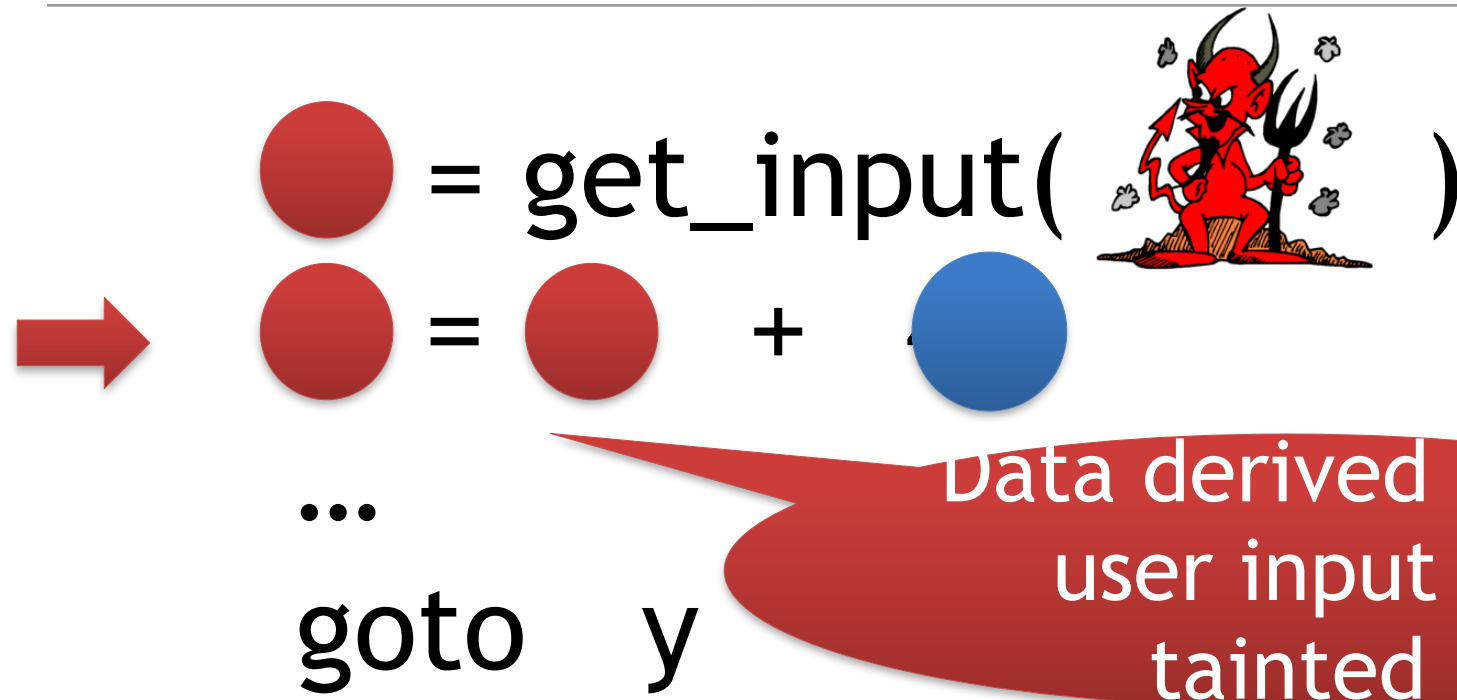 = get_input( )
= +
...
goto y
Data derived
user input
tainted